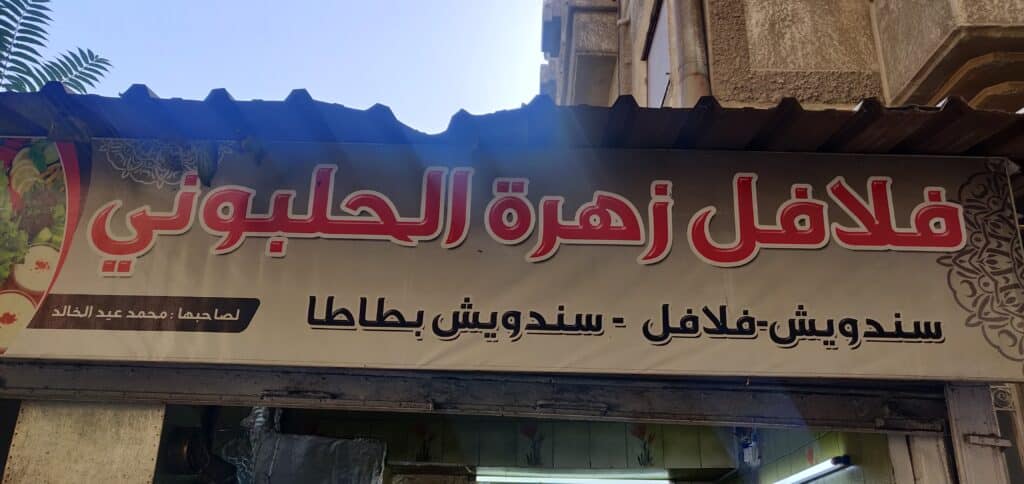 فلافل زهرة الحلبوني
سندويش-فلافل - سندويش بطاطا
لصاحبها : محمد عيد الخالد